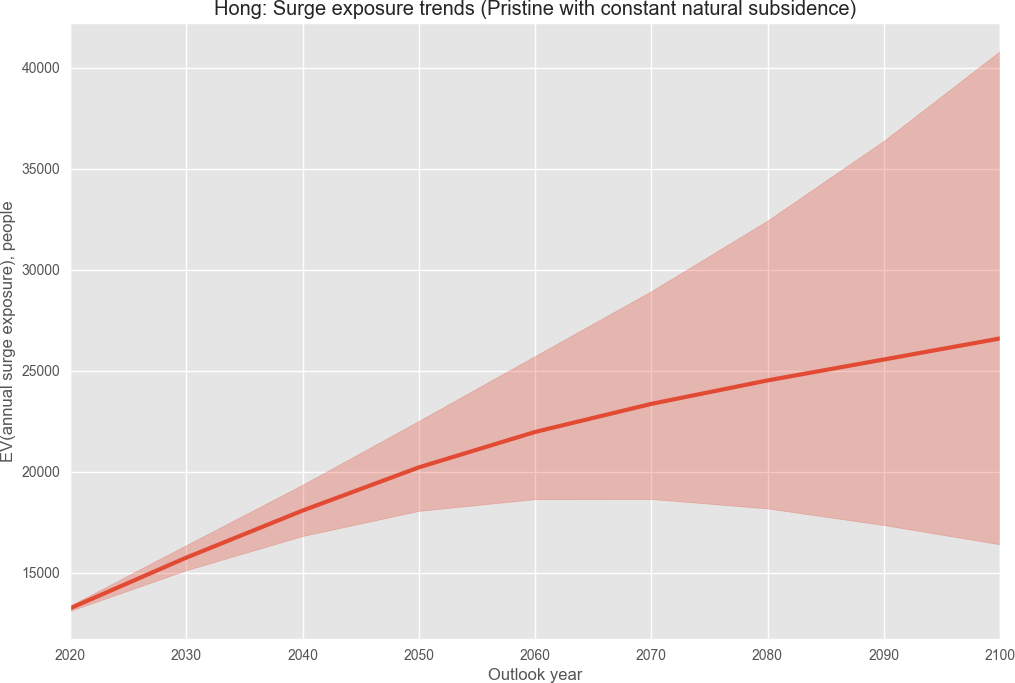 Hong: Surge exposure trends (Pristine with constant natural subsidence)
40000
35000
30000
25000
20000
15000
EV(annual surge exposure), people
2020 2030 2040 2050 2060 2070 2080 2090 2100
Outlook year